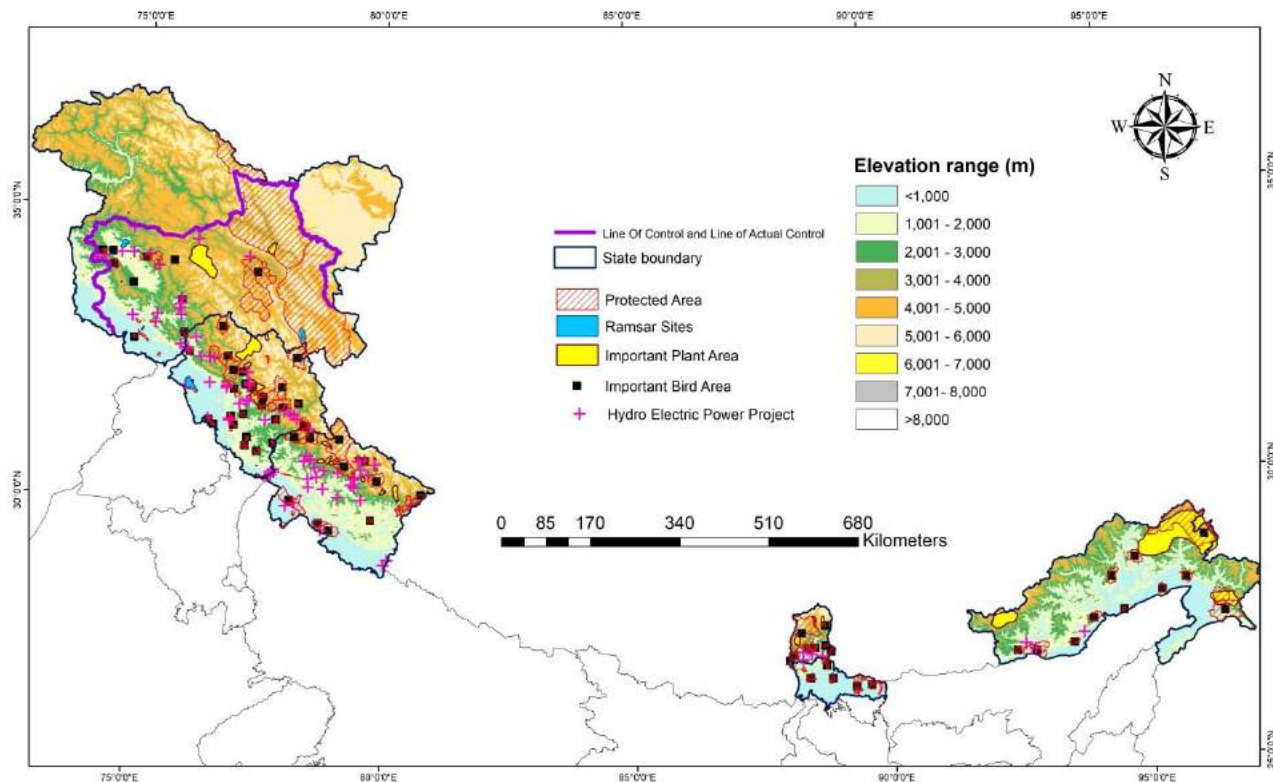 75°0'0"E 80°0'0"E 85°0'0"E 90°0'0"E 95°0'0"E
N
W E
S
Elevation range (m)
<1,000
1,001 - 2,000
2,001 - 3,000
3,001 - 4,000
4,001 - 5,000
5,001 - 6,000
6,001 - 7,000
7,001- 8,000
>8,000
35°0'0"N
Line Of Control and Line of Actual Control
State boundary
Protected Area
Ramsar Sites
Important Plant Area
Important Bird Area
Hydro Electric Power Project
30°0'0"N
30°0'0"N
0 85 170 340 510 680
Kilometers
75°0'0"E 80°0'0"E 85°0'0"E 90°0'0"E 95°0'0"E